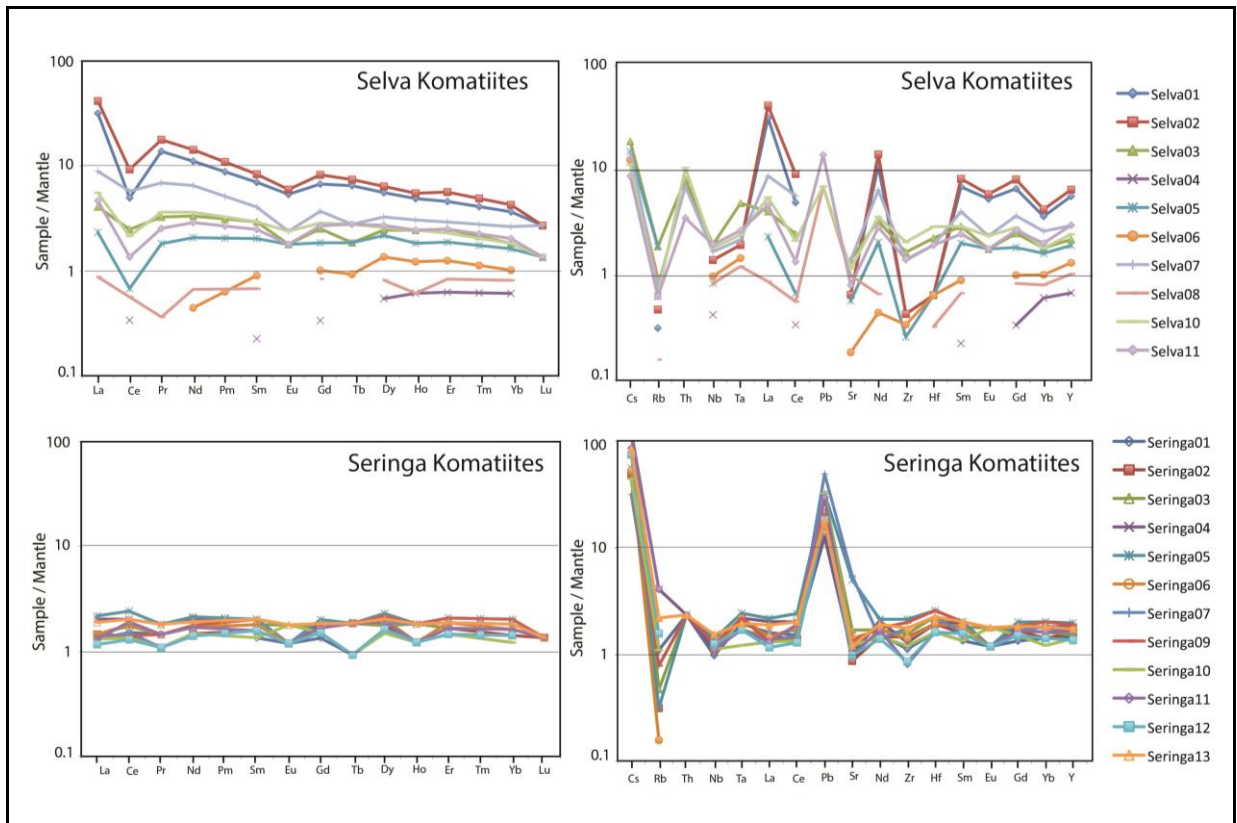 Selva Komatiites
Sample / Mantle
100
10
1
0.1
La Ce Pr Nd Pm Sm Eu Gd Tb Dy Ho Er Tm Yb Lu
Selva Komatiites
Sample / Mantle
100
10
1
0.1
Cs Rb Th Nb Ta La Ce Pb Sr Nd Zr Hf Sm Eu Gd Yb Y
Selva01
Selva02
Selva03
Selva04
Selva05
Selva06
Selva07
Selva08
Selva10
Selva11
Seringa Komatiites
Sample / Mantle
100
10
1
0.1
La Ce Pr Nd Pm Sm Eu Gd Tb Dy Ho Er Tm Yb Lu
Seringa Komatiites
Sample / Mantle
100
10
1
0.1
Cs Rb Th Nb Ta La Ce Pb Sr Nd Zr Hf Sm Eu Gd Yb Y
Seringa01
Seringa02
Seringa03
Seringa04
Seringa05
Seringa06
Seringa07
Seringa09
Seringa10
Seringa11
Seringa12
Seringa13